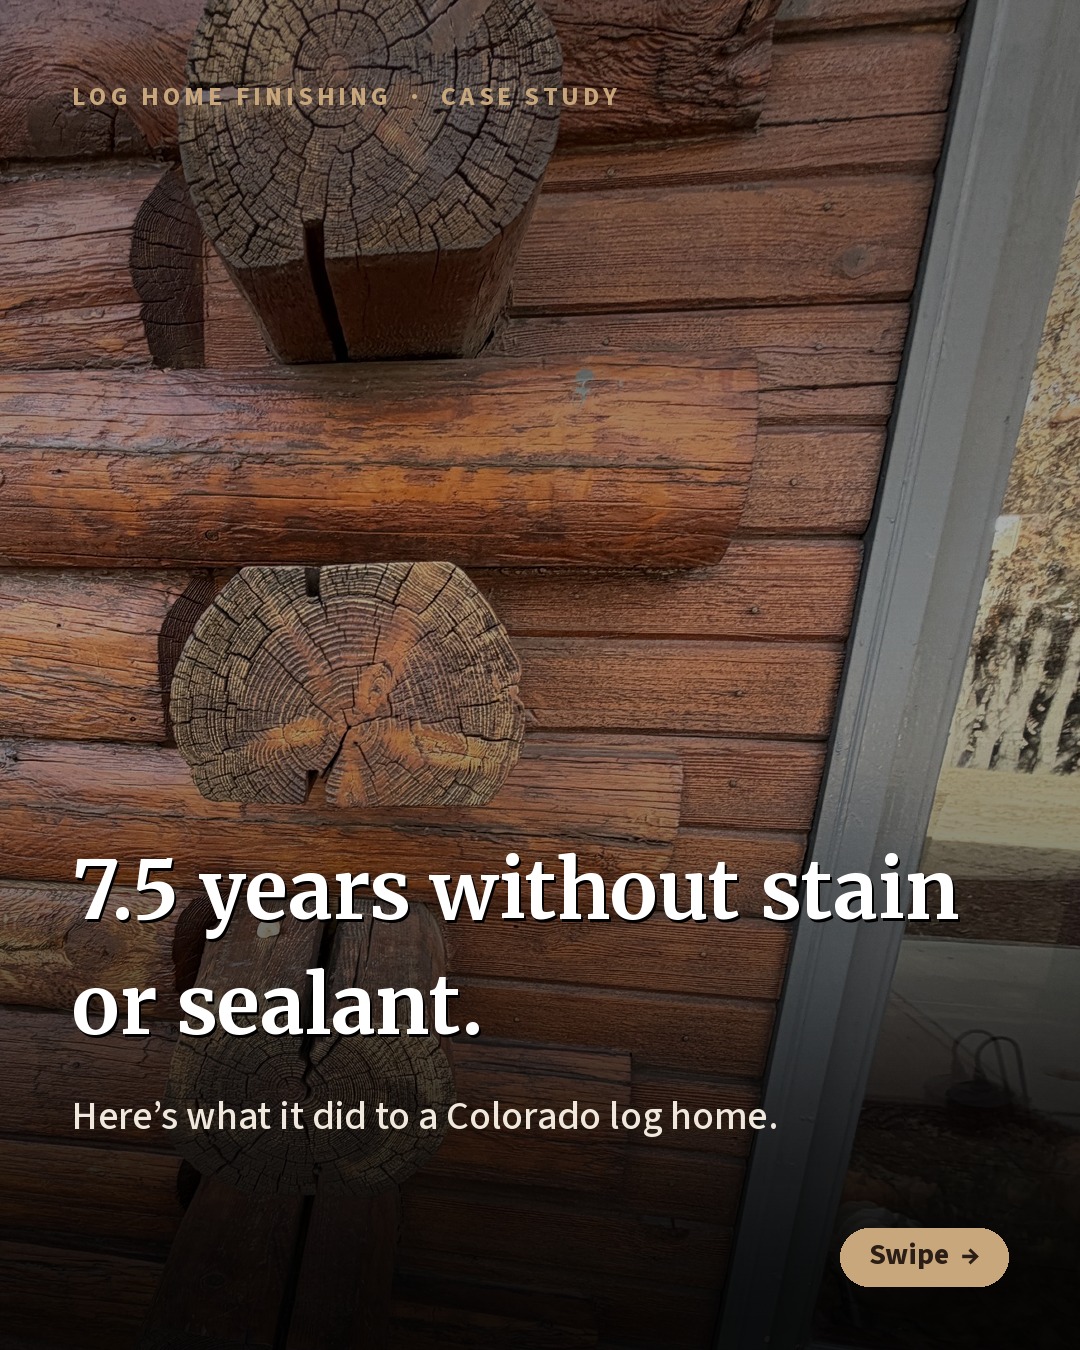 LOG HOME FINISHING · CASE STUDY
7.5 years without stain
or sealant.
Here’s what it did to a Colorado log home.
Swipe →